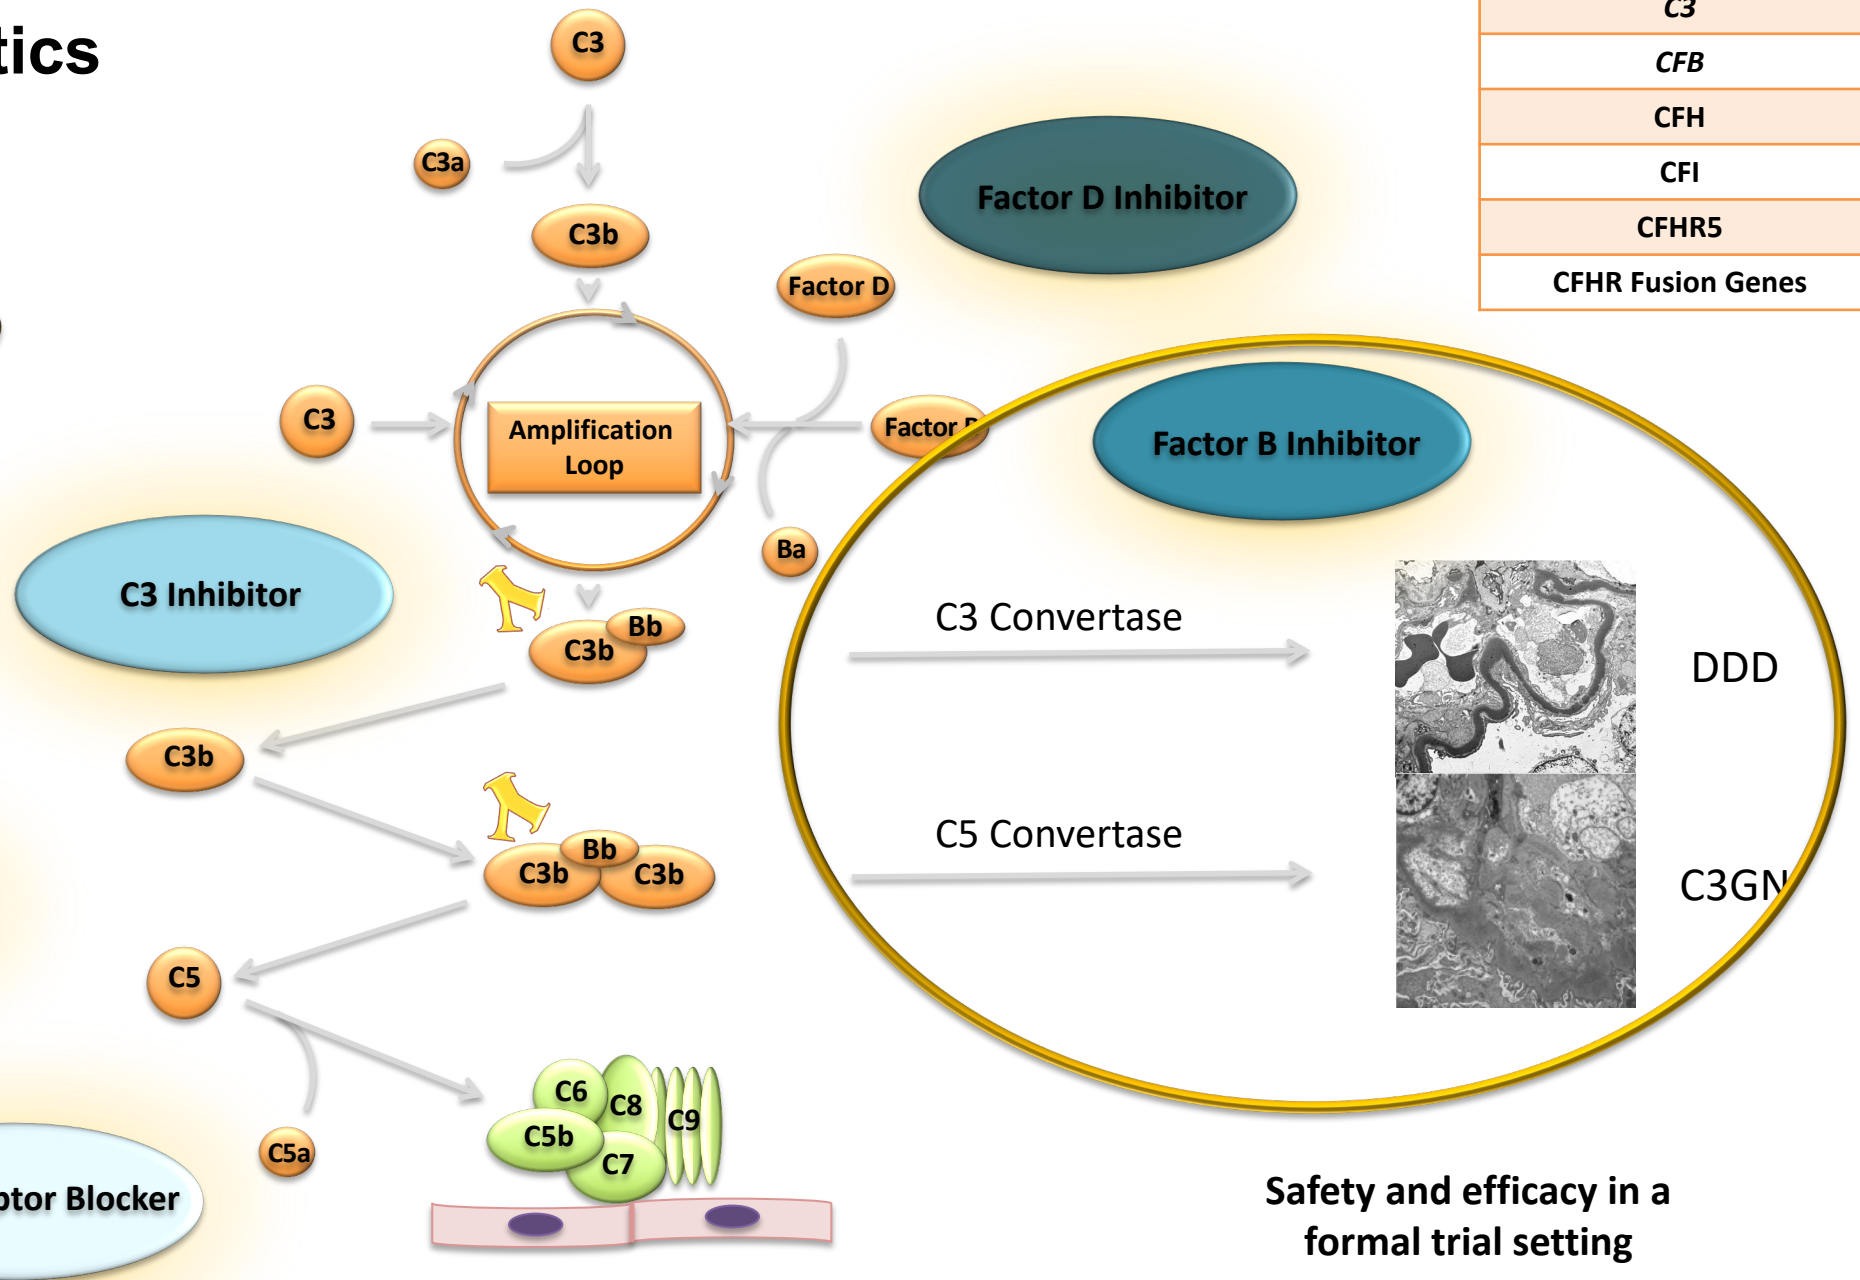 tics
C3
C3a
C3b
Factor D
Factor D Inhibitor
C3
CFB
CFH
CFI
CFHR5
CFHR Fusion Genes
C3
Amplification
Loop
Factor
Factor B Inhibitor
Ba
C3 Inhibitor
Bb
C3b
C3 Convertase
DDD
C3b
Bb
C3b
C3b
C5 Convertase
C3GN
C5
C6
C8
C9
C5b
C7
C5a
ptor Blocker
Safety and efficacy in a
formal trial setting